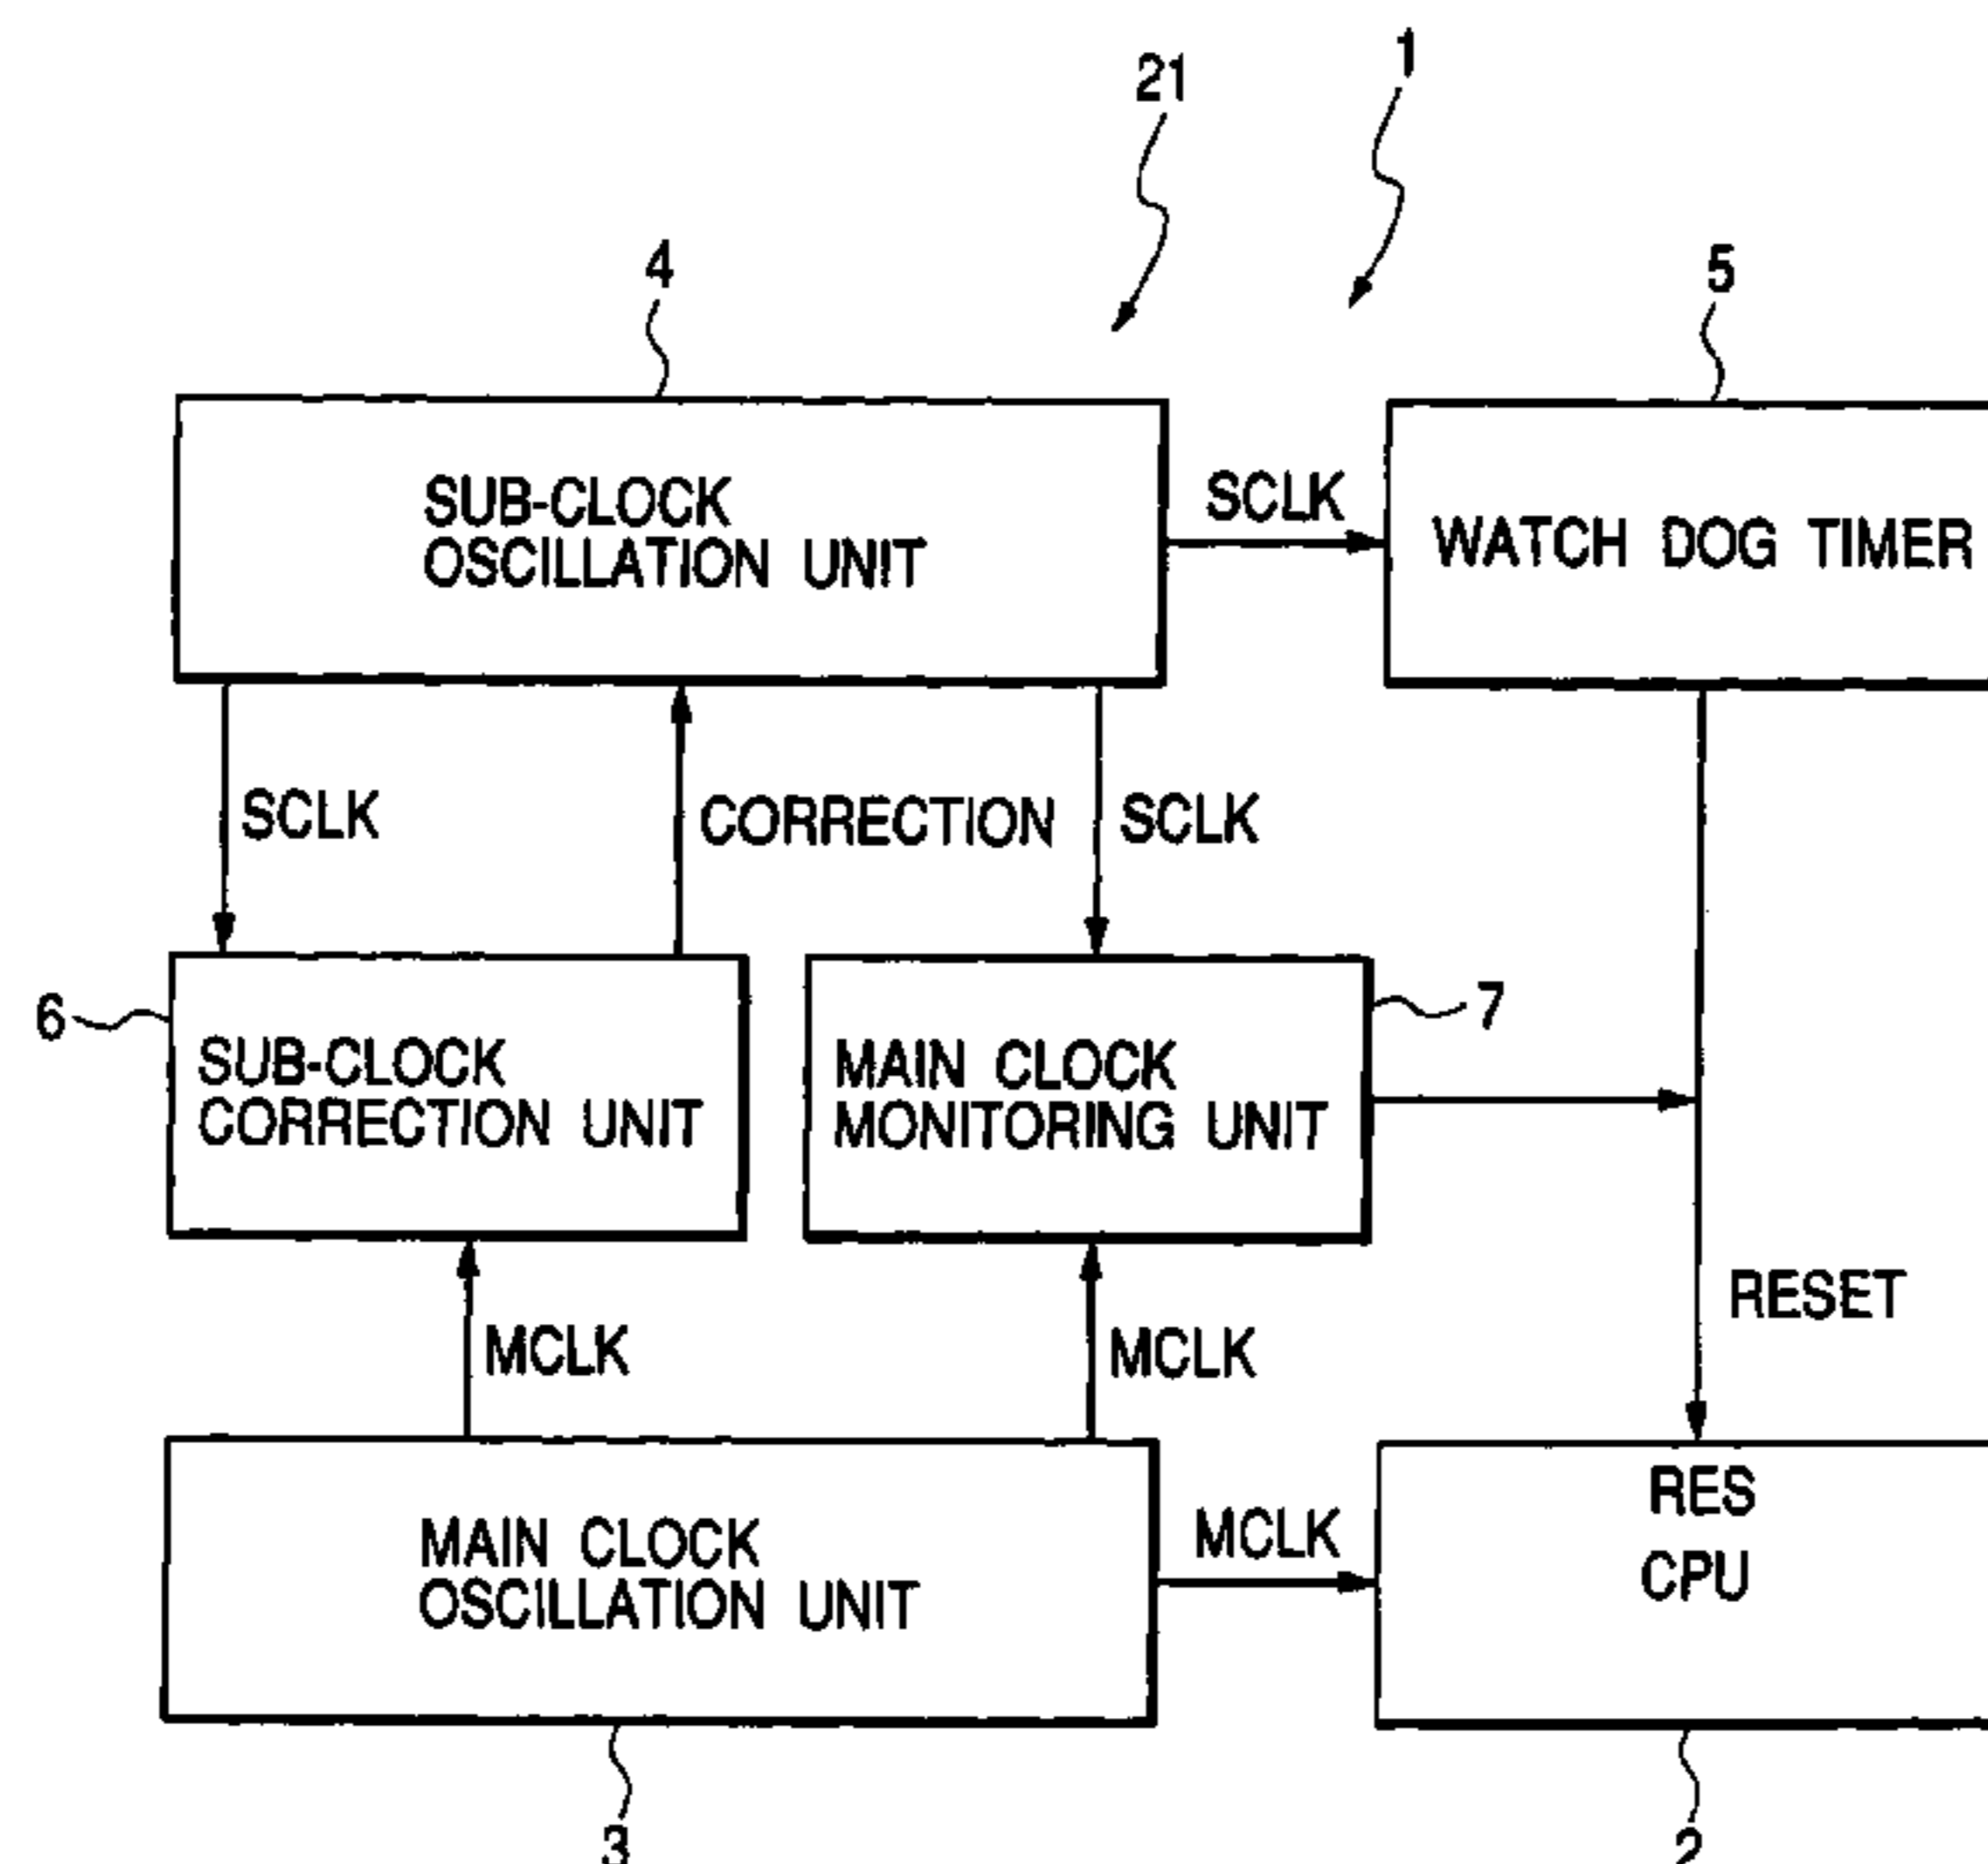 1
21
4
5
SUB-CLOCK
OSCILLATION UNIT
SCLK
WATCH DOG TIMER
SCLK
CORRECTION
SCLK
6
7
SUB-CLOCK
CORRECTION UNIT
MAIN CLOCK
MONITORING UNIT
RESET
MCLK
MCLK
RES
CPU
MAIN CLOCK
OSCILLATION UNIT
MCLK
3
2